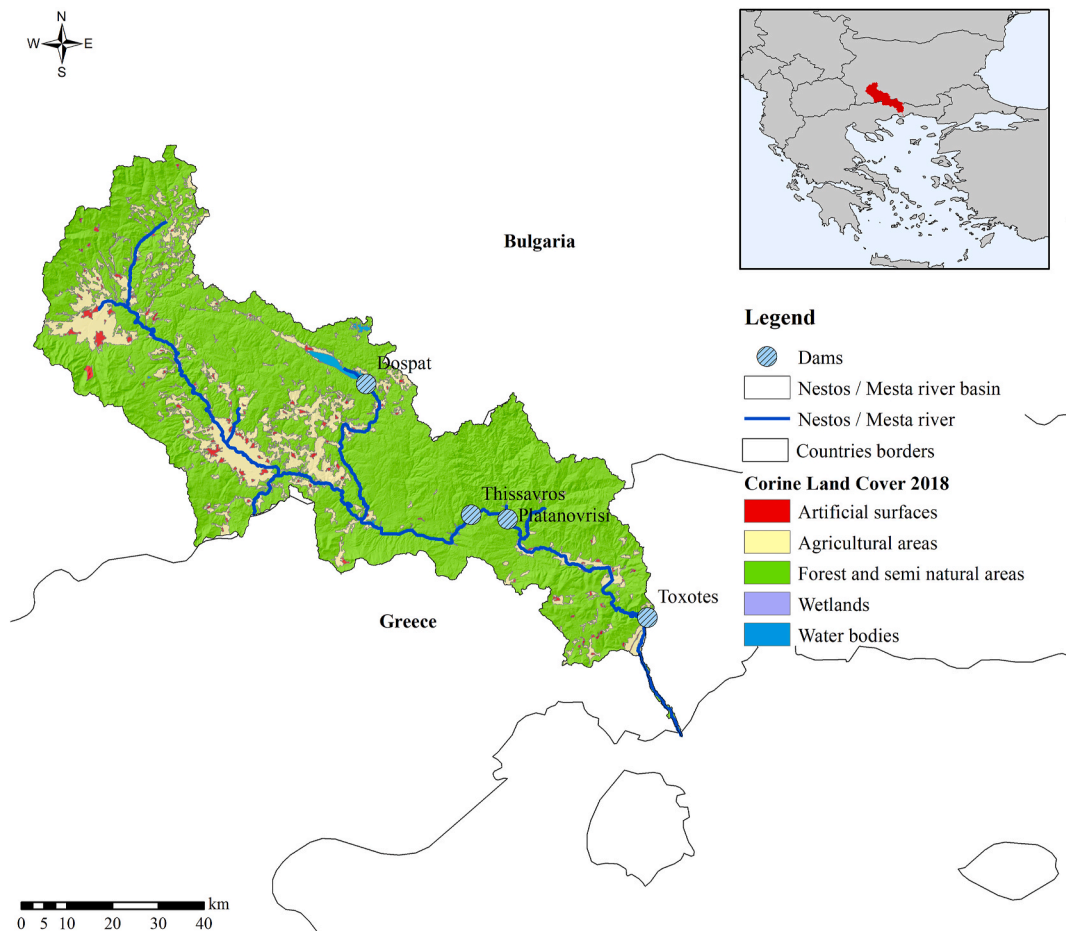 N
W E
S
Bulgaria
Dospat
Thissavros
Platanovrisi
Toxotes
Greece
Legend
Dams
Nestos / Mesta river basin
Nestos / Mesta river
Countries borders
Corine Land Cover 2018
Artificial surfaces
Agricultural areas
Forest and semi natural areas
Wetlands
Water bodies
km
0 5 10 20 30 40